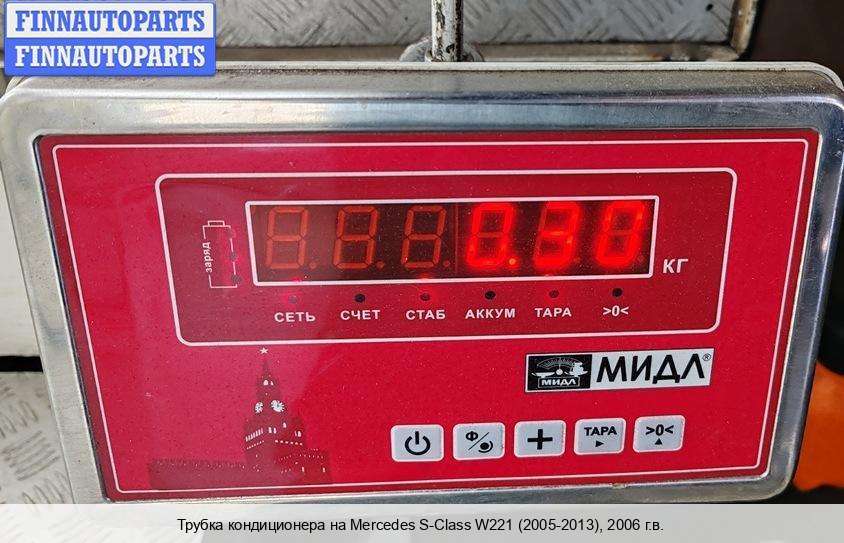 FINNAUTOPARTS
FINNAUTOPARTS
заряд
0.30
КГ
СЕТЬ СЧЕТ СТАБ АККУМ ТАРА >0<
МИДЛ МИДЛ®
Ф ТАРА >0<
Трубка кондиционера на Mercedes S-Class W221 (2005-2013), 2006 г.в.